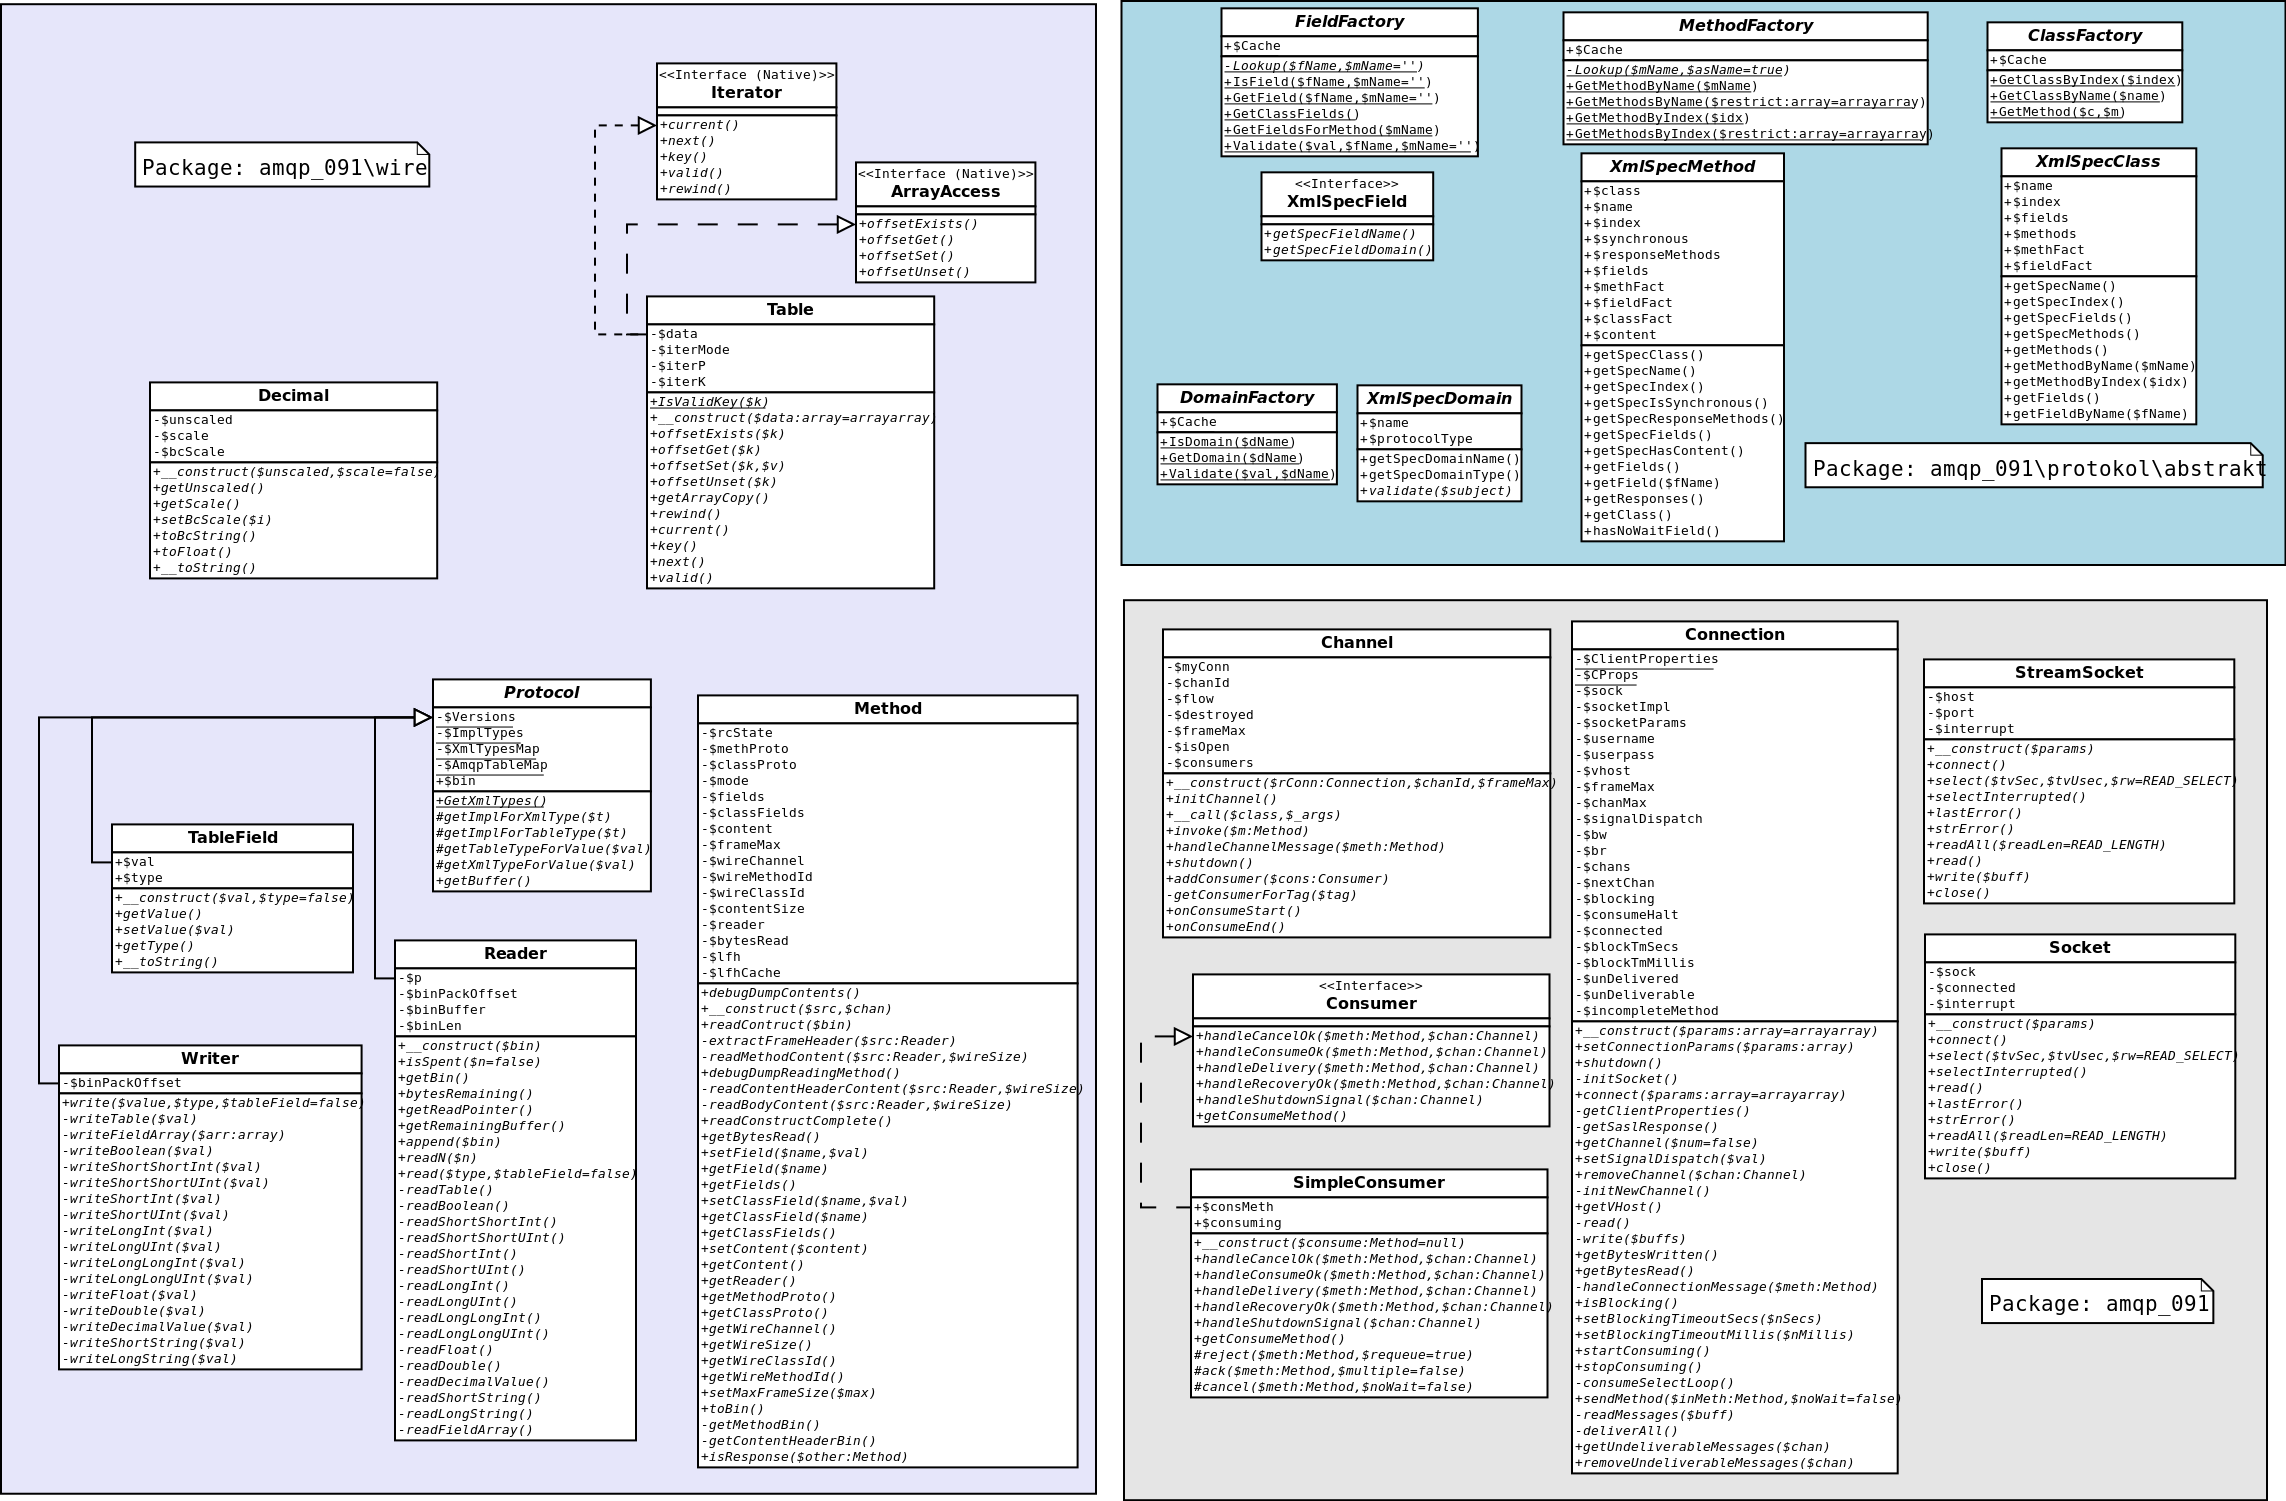 Package: amqp_091\wire
<<Interface (Native)>>
Iterator
+current()
+next()
+key()
+valid()
+rewind()
<<Interface (Native)>>
ArrayAccess
+offsetExists()
+offsetGet()
+offsetSet()
+offsetUnset()
Table
-$data
-$iterMode
-$iterP
-$iterK
+IsValidKey($k)
+__construct($data:array=arrayarray)
+offsetExists($k)
+offsetGet($k)
+offsetSet($k,$v)
+offsetUnset($k)
+getArrayCopy()
+rewind()
+current()
+key()
+next()
+valid()
Decimal
-$unscaled
-$scale
-$bcScale
+__construct($unscaled,$scale=false)
+getUnscaled()
+getScale()
+setBcScale($i)
+toBcString()
+toFloat()
+__toString()
Protocol
-$Versions
-$ImplTypes
-$XmlTypesMap
-$AmqpTableMap
+$bin
+GetXmlTypes()
#getImplForXmlType($t)
#getImplForTableType($t)
#getTableTypeForValue($val)
#getXmlTypeForValue($val)
+getBuffer()
TableField
+$val
+$type
+__construct($val,$type=false)
+getValue()
+setValue($val)
+getType()
+__toString()
Writer
-$binPackOffset
+write($value,$type,$tableField=false)
-writeTable($val)
-writeFieldArray($arr:array)
-writeBoolean($val)
-writeShortShortInt($val)
-writeShortShortUInt($val)
-writeShortInt($val)
-writeShortUInt($val)
-writeLongInt($val)
-writeLongUInt($val)
-writeLongLongInt($val)
-writeLongLongUInt($val)
-writeFloat($val)
-writeDouble($val)
-writeDecimalValue($val)
-writeShortString($val)
-writeLongString($val)
Reader
-$p
-$binPackOffset
-$binBuffer
-$binLen
+__construct($bin)
+isSpent($n=false)
+getBin()
+bytesRemaining()
+getReadPointer()
+getRemainingBuffer()
+append($bin)
+readN($n)
+read($type,$tableField=false)
-readTable()
-readBoolean()
-readShortShortInt()
-readShortShortUInt()
-readShortInt()
-readShortUInt()
-readLongInt()
-readLongUInt()
-readLongLongInt()
-readLongLongUInt()
-readFloat()
-readDouble()
-readDecimalValue()
-readShortString()
-readLongString()
-readFieldArray()
Method
-$rcState
-$methProto
-$classProto
-$mode
-$fields
-$classFields
-$content
-$frameMax
-$wireChannel
-$wireMethodId
-$wireClassId
-$contentSize
-$reader
-$bytesRead
-$lfh
-$lfhCache
+debugDumpContents()
+__construct($src,$chan)
+readContruct($bin)
-extractFrameHeader($src:Reader)
-readMethodContent($src:Reader,$wireSize)
+debugDumpReadingMethod()
-readContentHeaderContent($src:Reader,$wireSize)
-readBodyContent($src:Reader,$wireSize)
+readConstructComplete()
+getBytesRead()
+setField($name,$val)
+getField($name)
+getFields()
+setClassField($name,$val)
+getClassField($name)
+getClassFields()
+setContent($content)
+getContent()
+getReader()
+getMethodProto()
+getClassProto()
+getWireChannel()
+getWireSize()
+getWireClassId()
+getWireMethodId()
+setMaxFrameSize($max)
+toBin()
-getMethodBin()
-getContentHeaderBin()
+isResponse($other:Method)
FieldFactory
+$Cache
-Lookup($fName,$mName='')
+IsField($fName,$mName='')
+GetField($fName,$mName='')
+GetClassFields()
+GetFieldsForMethod($mName)
+Validate($val,$fName,$mName='')
<<Interface>>
XmlSpecField
+getSpecFieldName()
+getSpecFieldDomain()
DomainFactory
+$Cache
+IsDomain($dName)
+GetDomain($dName)
+Validate($val,$dName)
XmlSpecDomain
+$name
+$protocolType
+getSpecDomainName()
+getSpecDomainType()
+validate($subject)
MethodFactory
+$Cache
-Lookup($mName,$asName=true)
+GetMethodByName($mName)
+GetMethodsByName($restrict:array=arrayarray)
+GetMethodByIndex($idx)
+GetMethodsByIndex($restrict:array=arrayarray)
XmlSpecMethod
+$class
+$name
+$index
+$synchronous
+$responseMethods
+$fields
+$methFact
+$fieldFact
+$classFact
+$content
+getSpecClass()
+getSpecName()
+getSpecIndex()
+getSpecIsSynchronous()
+getSpecResponseMethods()
+getSpecFields()
+getSpecHasContent()
+getFields()
+getField($fName)
+getResponses()
+getClass()
+hasNoWaitField()
ClassFactory
+$Cache
+GetClassByIndex($index)
+GetClassByName($name)
+GetMethod($c,$m)
XmlSpecClass
+$name
+$index
+$fields
+$methods
+$methFact
+$fieldFact
+getSpecName()
+getSpecIndex()
+getSpecFields()
+getSpecMethods()
+getMethods()
+getMethodByName($mName)
+getMethodByIndex($idx)
+getFields()
+getFieldByName($fName)
Package: amqp_091\protokol\abstrakt
Channel
-$myConn
-$chanId
-$flow
-$destroyed
-$frameMax
-$isOpen
-$consumers
+__construct($rConn:Connection,$chanId,$frameMax)
+initChannel()
+__call($class,$_args)
+invoke($m:Method)
+handleChannelMessage($meth:Method)
+shutdown()
+addConsumer($cons:Consumer)
-getConsumerForTag($tag)
+onConsumeStart()
+onConsumeEnd()
<<Interface>>
Consumer
+handleCancelOk($meth:Method,$chan:Channel)
+handleConsumeOk($meth:Method,$chan:Channel)
+handleDelivery($meth:Method,$chan:Channel)
+handleRecoveryOk($meth:Method,$chan:Channel)
+handleShutdownSignal($chan:Channel)
+getConsumeMethod()
SimpleConsumer
+$consMeth
+$consuming
+__construct($consume:Method=null)
+handleCancelOk($meth:Method,$chan:Channel)
+handleConsumeOk($meth:Method,$chan:Channel)
+handleDelivery($meth:Method,$chan:Channel)
+handleRecoveryOk($meth:Method,$chan:Channel)
+handleShutdownSignal($chan:Channel)
+getConsumeMethod()
#reject($meth:Method,$requeue=true)
#ack($meth:Method,$multiple=false)
#cancel($meth:Method,$noWait=false)
Connection
-$ClientProperties
-$CProps
-$sock
-$socketImpl
-$socketParams
-$username
-$userpass
-$vhost
-$frameMax
-$chanMax
-$signalDispatch
-$bw
-$br
-$chans
-$nextChan
-$blocking
-$consumeHalt
-$connected
-$blockTmSecs
-$blockTmMillis
-$unDelivered
-$unDeliverable
-$incompleteMethod
+__construct($params:array=arrayarray)
+setConnectionParams($params:array)
+shutdown()
-initSocket()
+connect($params:array=arrayarray)
-getClientProperties()
-getSaslResponse()
+getChannel($num=false)
+setSignalDispatch($val)
+removeChannel($chan:Channel)
-initNewChannel()
+getVHost()
-read()
-write($buffs)
+getBytesWritten()
+getBytesRead()
-handleConnectionMessage($meth:Method)
+isBlocking()
+setBlockingTimeoutSecs($nSecs)
+setBlockingTimeoutMillis($nMillis)
+startConsuming()
+stopConsuming()
-consumeSelectLoop()
+sendMethod($inMeth:Method,$noWait=false)
-readMessages($buff)
-deliverAll()
+getUndeliverableMessages($chan)
+removeUndeliverableMessages($chan)
StreamSocket
-$host
-$port
-$interrupt
+__construct($params)
+connect()
+select($tvSec,$tvUsec,$rw=READ_SELECT)
+selectInterrupted()
+lastError()
+strError()
+readAll($readLen=READ_LENGTH)
+read()
+write($buff)
+close()
Socket
-$sock
-$connected
-$interrupt
+__construct($params)
+connect()
+select($tvSec,$tvUsec,$rw=READ_SELECT)
+selectInterrupted()
+read()
+lastError()
+strError()
+readAll($readLen=READ_LENGTH)
+write($buff)
+close()
Package: amqp_091